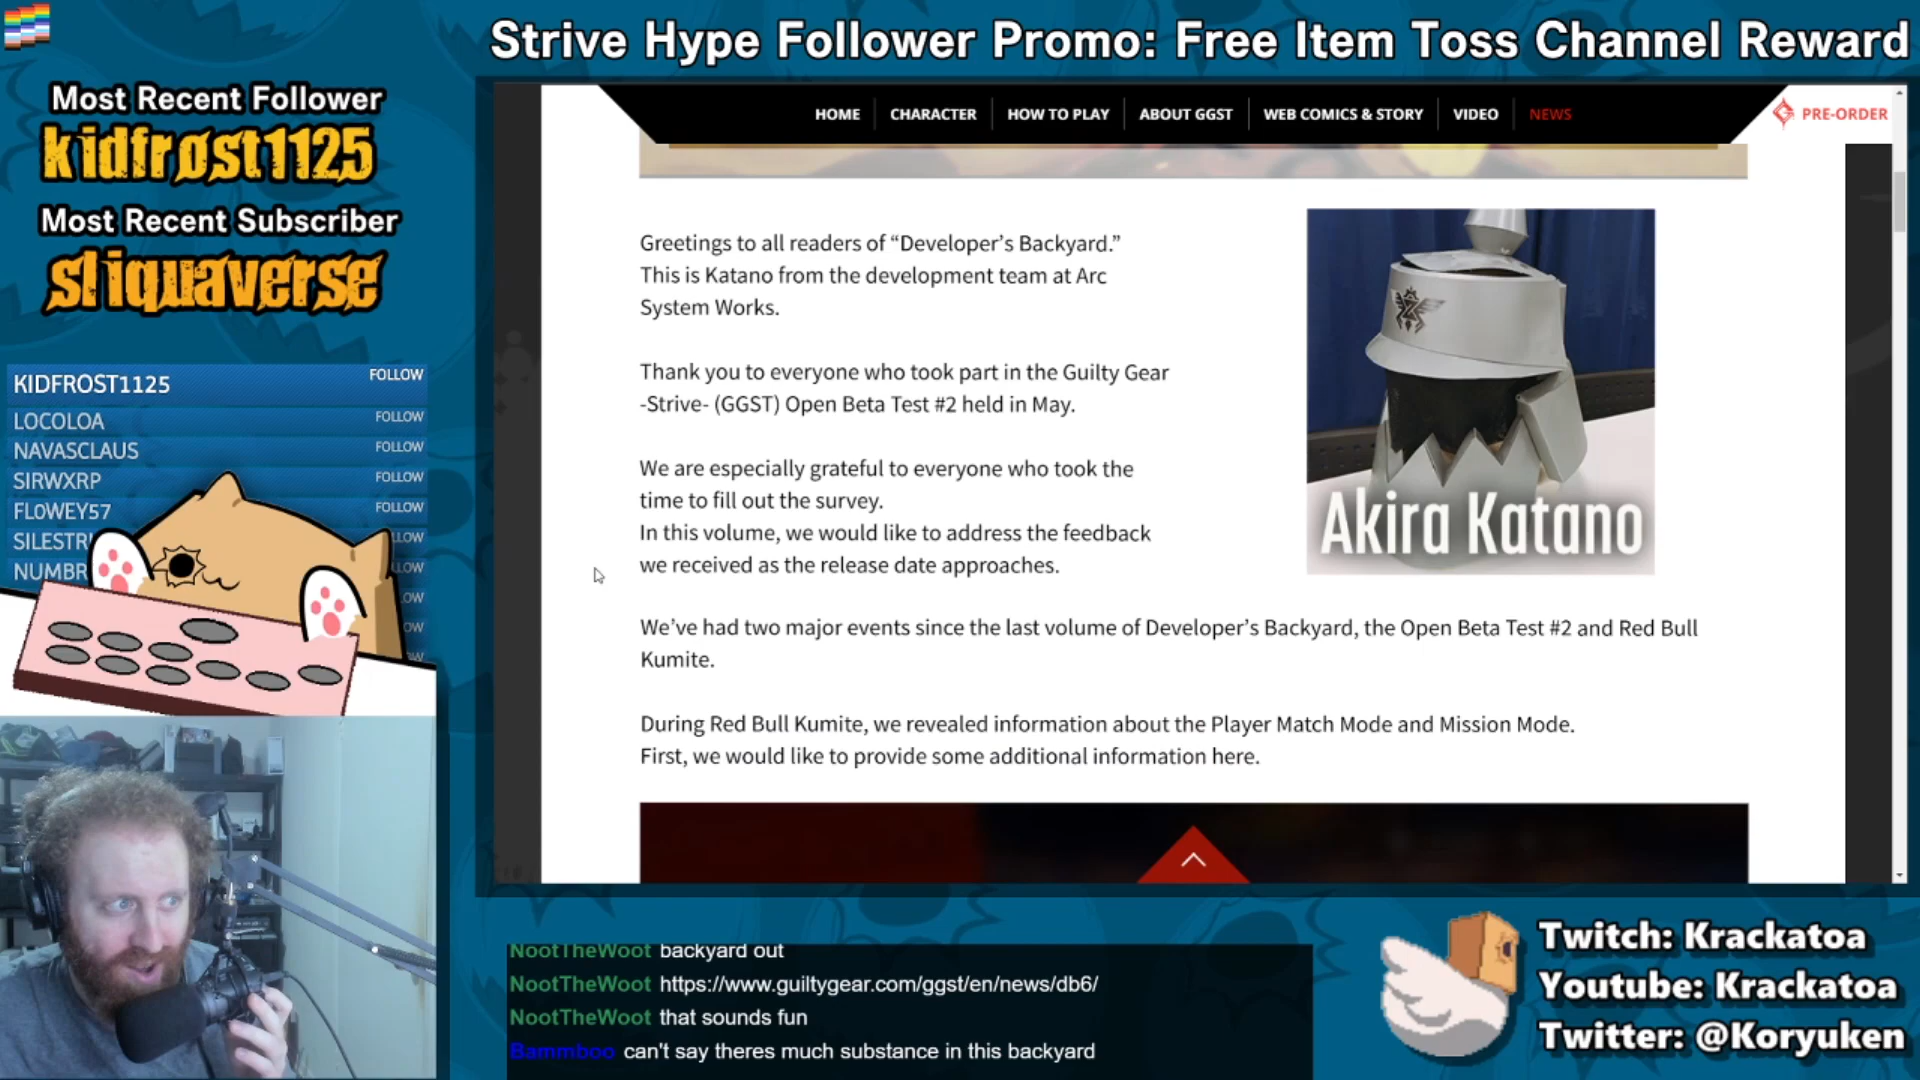 Strive Hype Follower Promo: Free Item Toss Channel Reward
Most Recent Follower
kidfrost1125
Most Recent Subscriber
sliquaverse
KIDFROST1125 FOLLOW
LOCOLOA FOLLOW
NAVASCLAUS FOLLOW
SIRWXRP FOLLOW
FL0WEY57 FOLLOW
HOME CHARACTER HOW TO PLAY ABOUT GGST WEB COMICS & STORY VIDEO NEWS PRE-ORDER
Greetings to all readers of “Developer’s Backyard.”
This is Katano from the development team at Arc
System Works.
Thank you to everyone who took part in the Guilty Gear
-Strive- (GGST) Open Beta Test #2 held in May.
We are especially grateful to everyone who took the
time to fill out the survey.
In this volume, we would like to address the feedback
we received as the release date approaches.
Akira Katano
We’ve had two major events since the last volume of Developer’s Backyard, the Open Beta Test #2 and Red Bull
Kumite.
During Red Bull Kumite, we revealed information about the Player Match Mode and Mission Mode.
First, we would like to provide some additional information here.
NootTheWoot backyard out
NootTheWoot https://www.guiltygear.com/ggst/en/news/db6/
NootTheWoot that sounds fun
Bammboo can't say theres much substance in this backyard
Twitch: Krackatoa
Youtube: Krackatoa
Twitter: @Koryuken